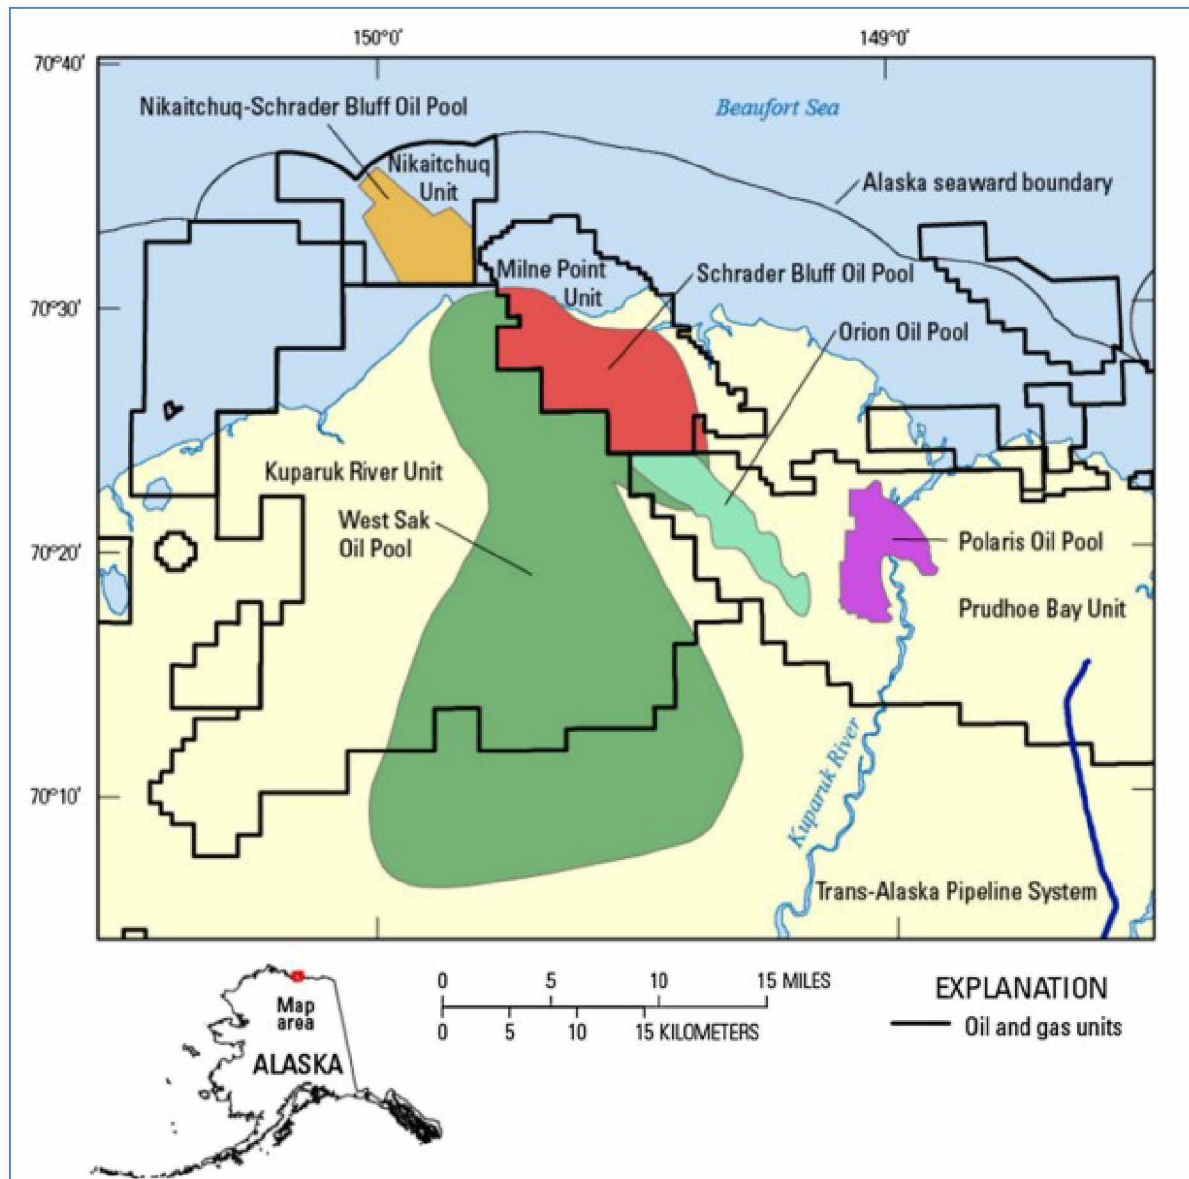 150°0'
149°0'
70°40'
Nikaitchuq-Schrader Bluff Oil Pool
Beaufort Sea
Nikaitchuq
Unit
Alaska seaward boundary
Milne Point
Unit
Schrader Bluff Oil Pool
70°30'
Orion Oil Pool
Kuparuk River Unit
West Sak
Oil Pool
70°20'
Polaris Oil Pool
Prudhoe Bay Unit
Kuparuk River
70°10'
Trans-Alaska Pipeline System
0 5 10 15 MILES
0 5 10 15 KILOMETERS
EXPLANATION
Oil and gas units
Map
area
ALASKA